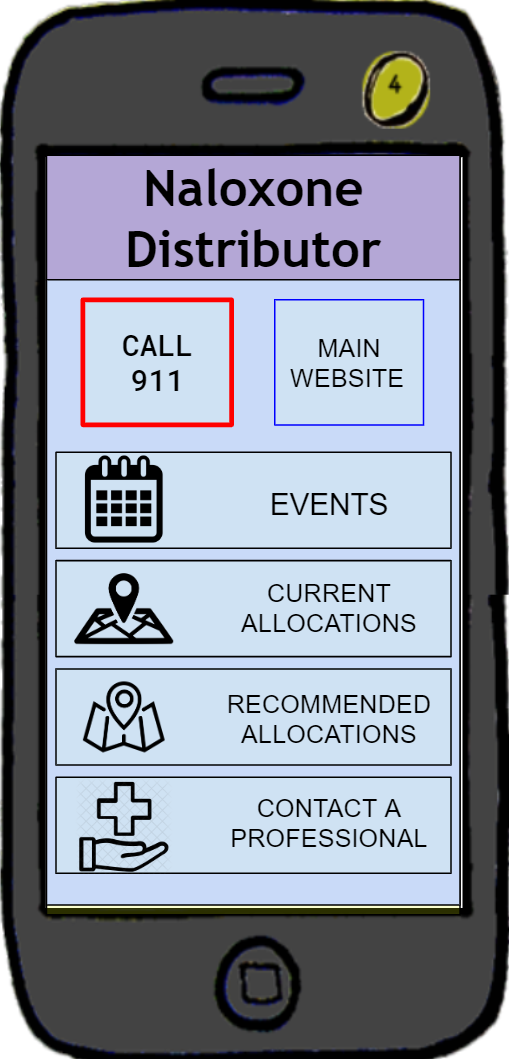 4
Naloxone
Distributor
CALL
911
MAIN
WEBSITE
EVENTS
CURRENT
ALLOCATIONS
RECOMMENDED
ALLOCATIONS
CONTACT A
PROFESSIONAL